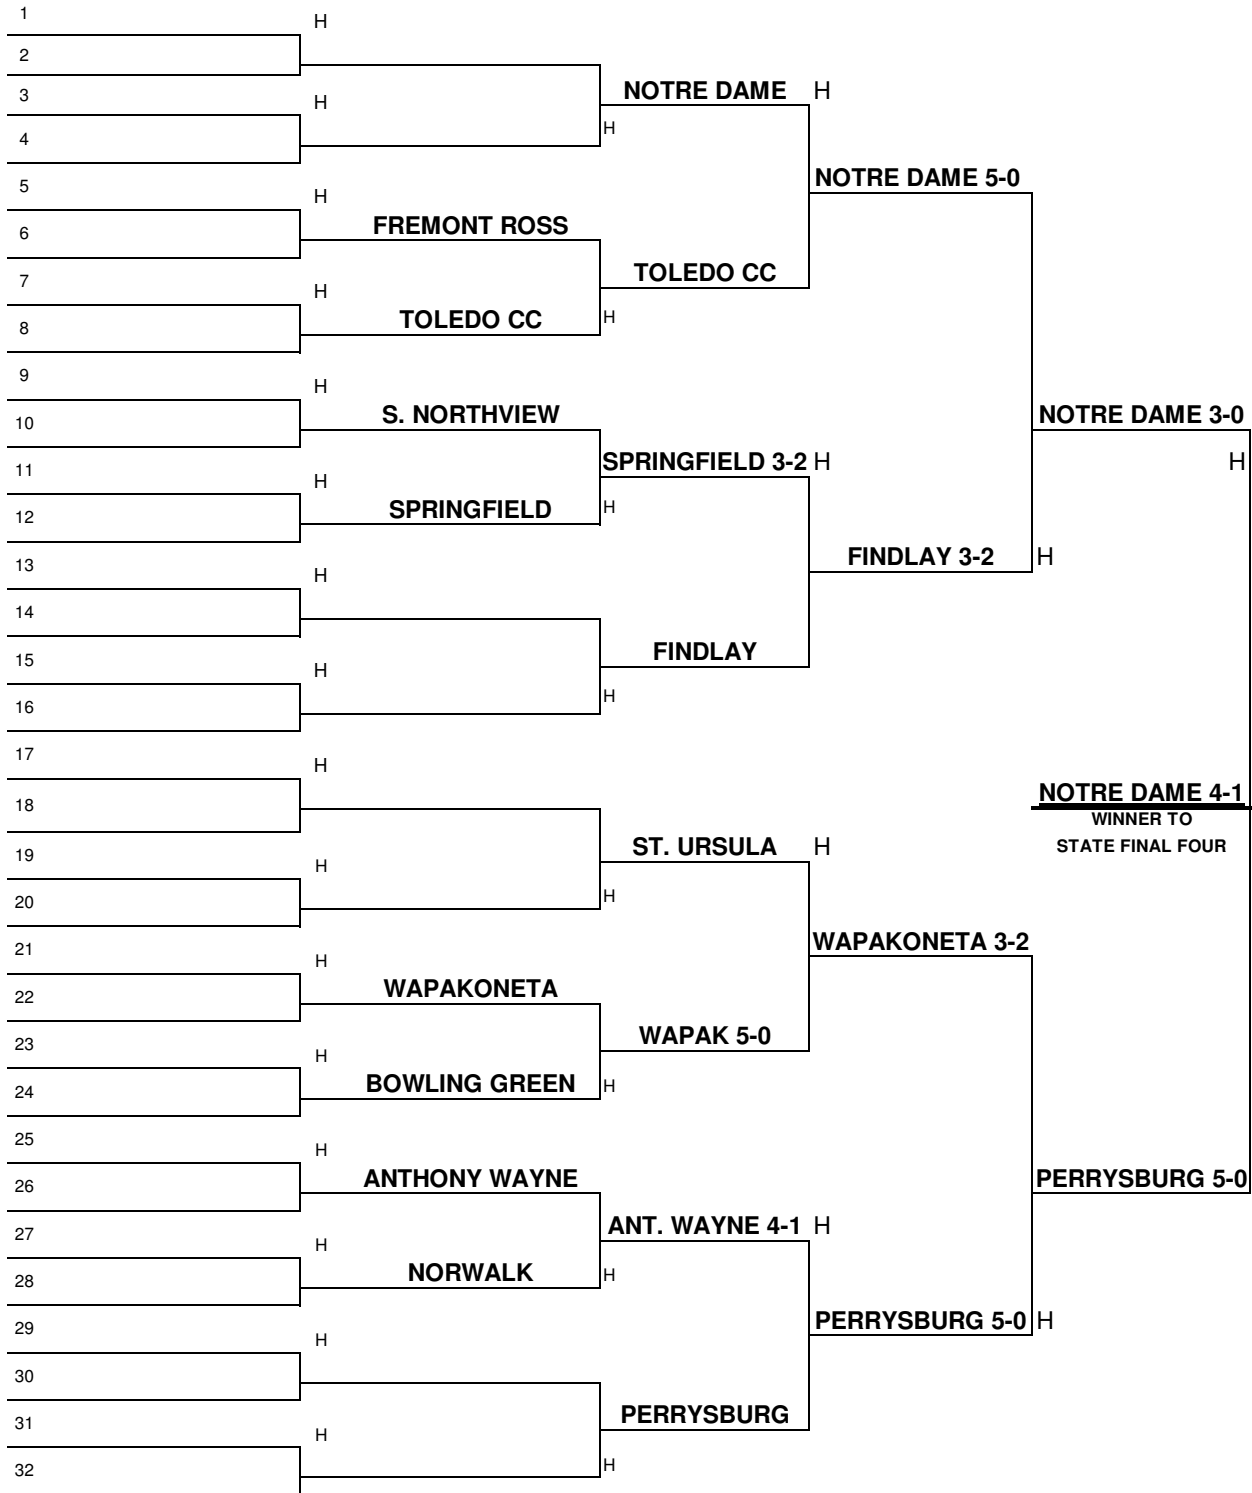 1
H
2
3
H
NOTRE DAME H
4
H
5
H
NOTRE DAME 5-0
6
FREMONT ROSS
7
H
TOLEDO CC
8
TOLEDO CC
H
9
H
10
S. NORTHVIEW
NOTRE DAME 3-0
11
H
SPRINGFIELD 3-2 H
H
12
SPRINGFIELD
H
13
H
FINDLAY 3-2 H
14
15
H
FINDLAY
16
H
17
H
18
NOTRE DAME 4-1
WINNER TO
STATE FINAL FOUR
19
H
ST. URSULA H
20
H
21
H
WAPAKONETA 3-2
22
WAPAKONETA
23
H
WAPAK 5-0
24
BOWLING GREEN
H
25
H
26
ANTHONY WAYNE
PERRYSBURG 5-0
27
H
ANT. WAYNE 4-1 H
28
NORWALK
H
29
H
PERRYSBURG 5-0 H
30
31
H
PERRYSBURG
32
H